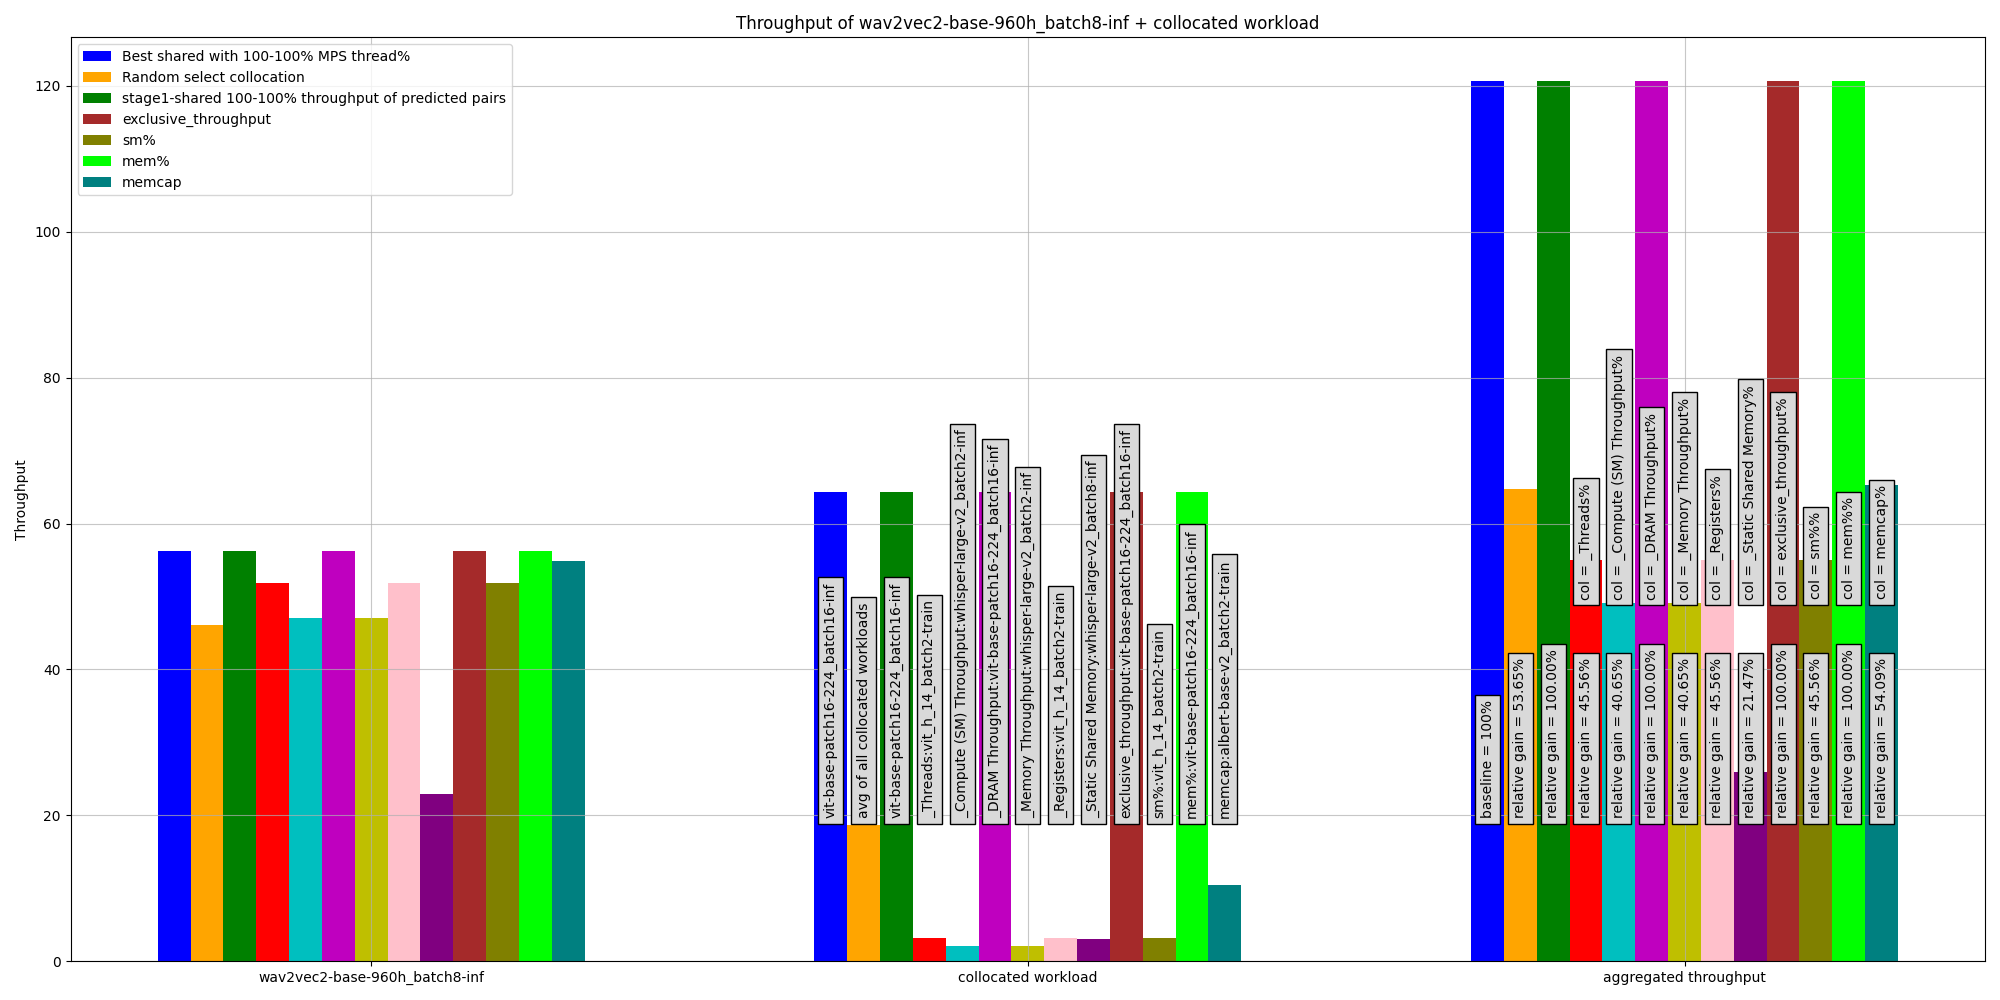 Throughput of wav2vec2-base-960h_batch8-inf + collocated workload
Best shared with 100-100% MPS thread%
Random select collocation
stage1-shared 100-100% throughput of predicted pairs
exclusive_throughput
sm%
mem%
memcap
Throughput
120
100
80
60
40
20
0
vit-base-patch16-224_batch16-inf
avg of all collocated workloads
vit-base-patch16-224_batch16-inf
_Threads:vit_h_14_batch2-train
_Compute (SM) Throughput:whisper-large-v2_batch2-inf
_DRAM Throughput:vit-base-patch16-224_batch16-inf
_Memory Throughput:whisper-large-v2_batch2-inf
_Registers:vit_h_14_batch2-train
_Static Shared Memory:whisper-large-v2_batch8-inf
exclusive_throughput:vit-base-patch16-224_batch16-inf
sm%:vit_h_14_batch2-train
mem%:vit-base-patch16-224_batch16-inf
memcap:albert-base-v2_batch2-train
col = _Threads%
col = _Compute (SM) Throughput%
col = _DRAM Throughput%
col = _Memory Throughput%
col = _Registers%
col = _Static Shared Memory%
col = exclusive_throughput%
col = sm%%
col = mem%%
col = memcap%
baseline = 100%
relative gain = 53.65%
relative gain = 100.00%
relative gain = 45.56%
relative gain = 40.65%
relative gain = 100.00%
relative gain = 40.65%
relative gain = 45.56%
relative gain = 21.47%
relative gain = 100.00%
relative gain = 45.56%
relative gain = 100.00%
relative gain = 54.09%
wav2vec2-base-960h_batch8-inf
collocated workload
aggregated throughput